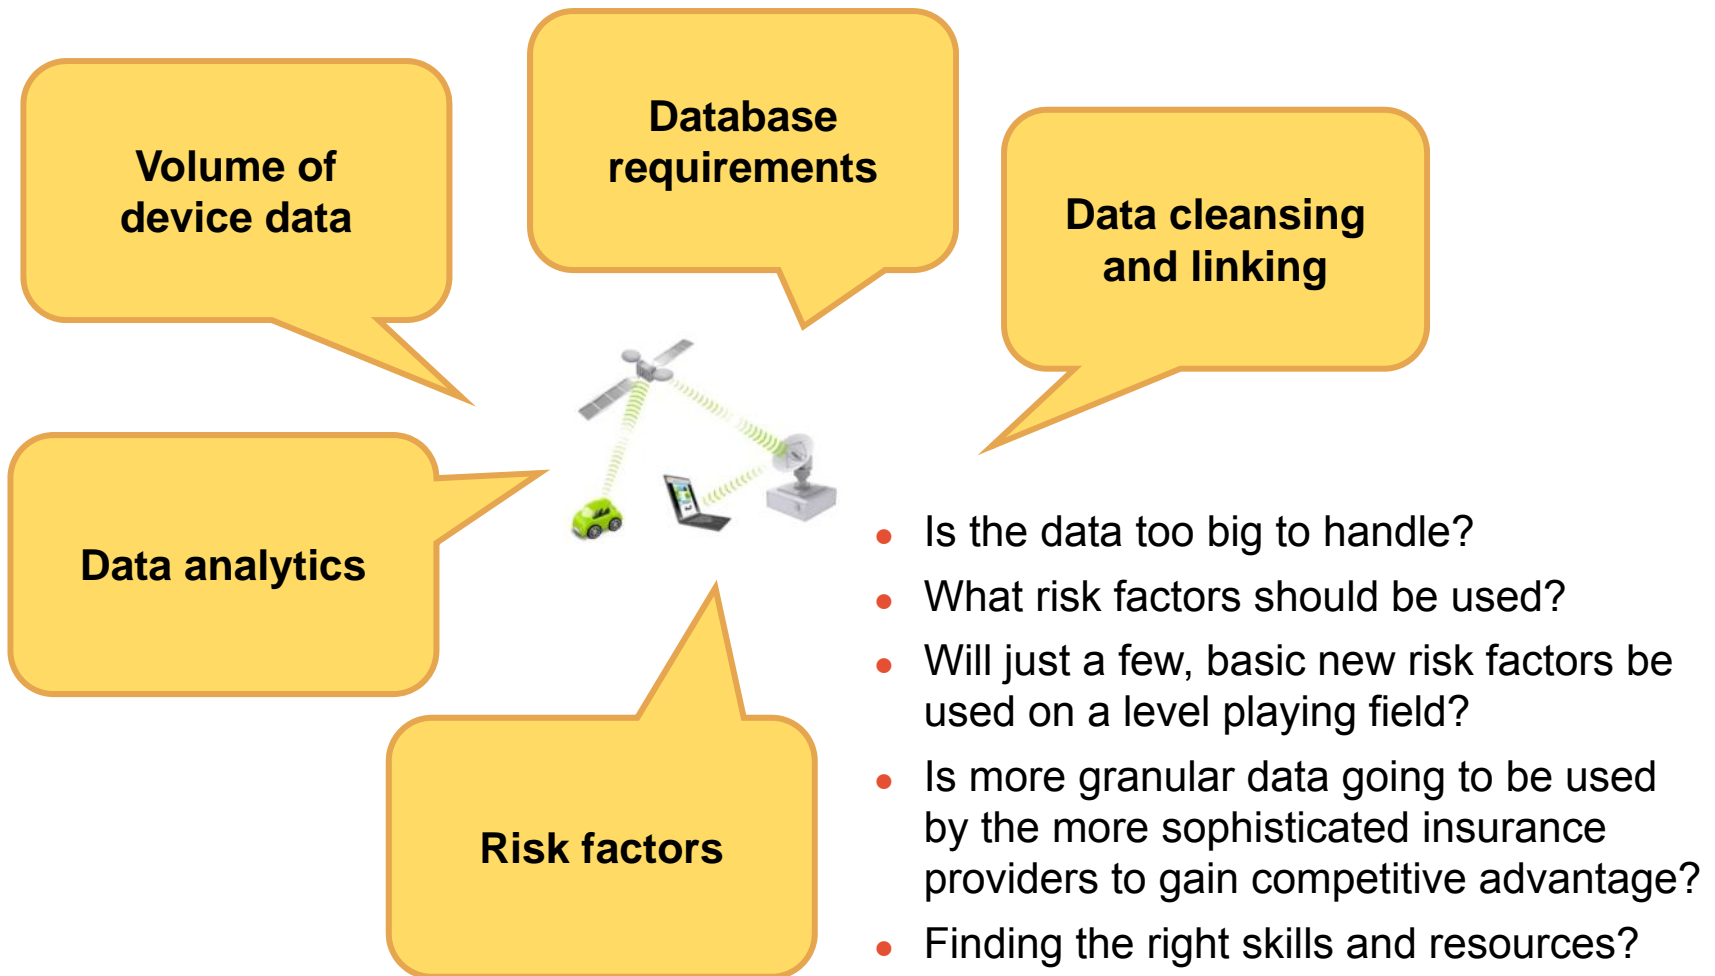 Volume of
device data
Database
requirements
Data cleansing
and linking
Data analytics
Risk factors
● Is the data too big to handle?
● What risk factors should be used?
● Will just a few, basic new risk factors be
used on a level playing field?
● Is more granular data going to be used
by the more sophisticated insurance
providers to gain competitive advantage?
● Finding the right skills and resources?